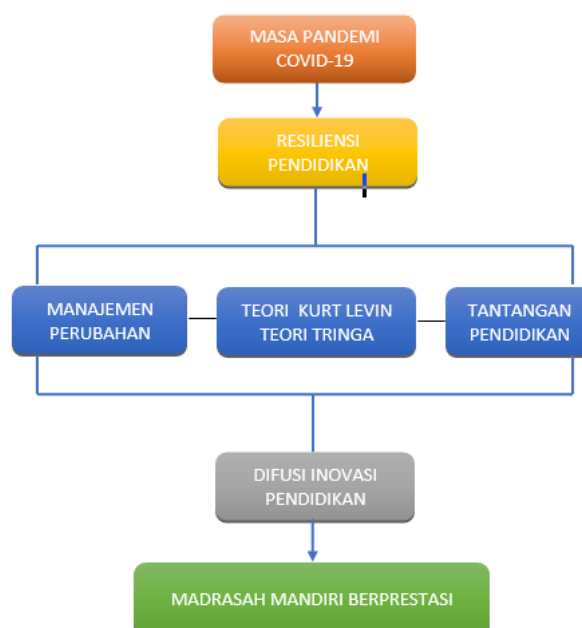 MASA PANDEMI
COVID-19
RESILIENSI
PENDIDIKAN
MANAJEMEN
PERUBAHAN
TEORI KURT LEVIN
TEORI TRINGA
TANTANGAN
PENDIDIKAN
DIFUSI INOVASI
PENDIDIKAN
MADRASAH MANDIRI BERPRESTASI